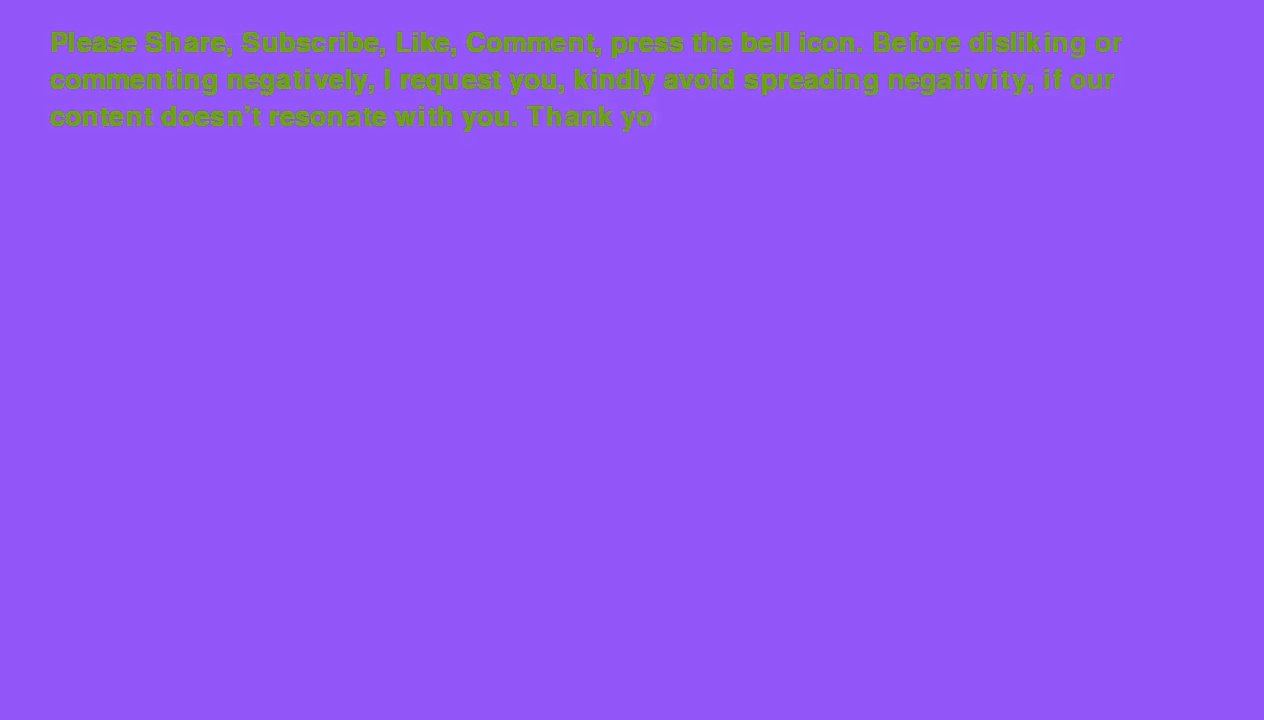 Please Share, Subscribe, Like, Comment, press the bell icon. Before disliking or
commenting negatively, I request you, kindly avoid spreading negativity, if our
content doesn't resonate with you. Thank yo